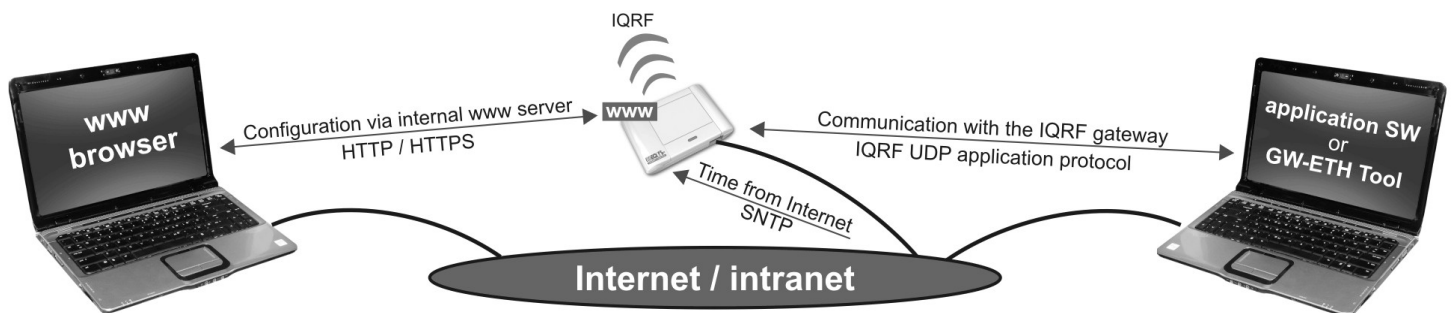 IQRF
www
browser
Configuration via internal www server
HTTP / HTTPS
www
Communication with the IQRF gateway
IQRF UDP application protocol
application SW
or
GW-ETH Tool
Time from Internet
SNTP
Internet / intranet